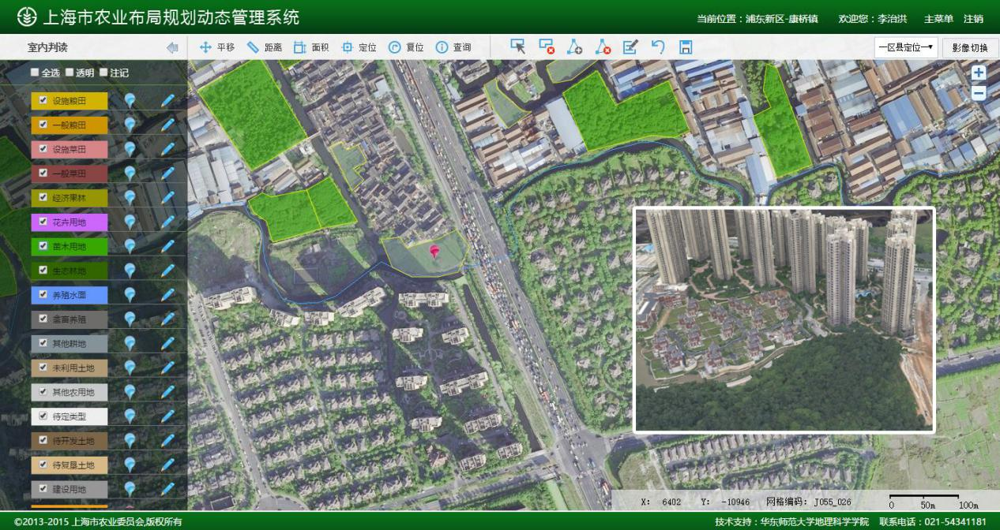 上海市农业布局规划动态管理系统
当前位置：浦东新区-康桥镇 欢迎您：李治洪 主菜单 注销
室内判读 平移 距离 面积 定位 复位 查询 一区县定位一 影像切换
全选 透明 注记
设施粮田
一般粮田
设施菜田
一般菜田
经济果林
花卉用地
苗木用地
生态林地
养殖水面
畜畜养殖
其他耕地
未利用土地
其他农用地
待定类型
待开发土地
待复垦土地
建设用地
X: 6402 Y: -10946 网格编码: J055_026 0 50m 100m
©2013-2015 上海市农业委员会,版权所有 技术支持：华东师范大学地理科学学院 联系电话：021-54341181